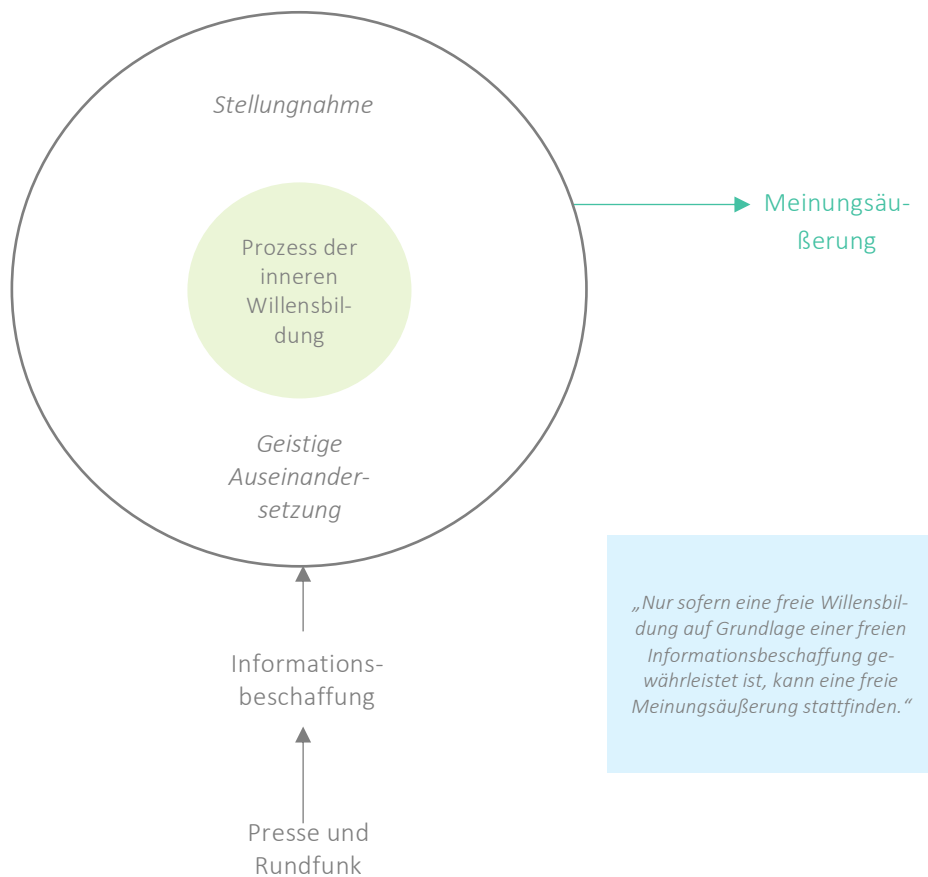 Stellungnahme
Meinungsäu-
ßerung
Prozess der
inneren
Willensbil-
dung
Geistige
Auseinander-
setzung
„Nur sofern eine freie Willensbil-
dung auf Grundlage einer freien
Informationsbeschaffung ge-
währleistet ist, kann eine freie
Meinungsäußerung stattfinden.“
Informations-
beschaffung
Presse und
Rundfunk